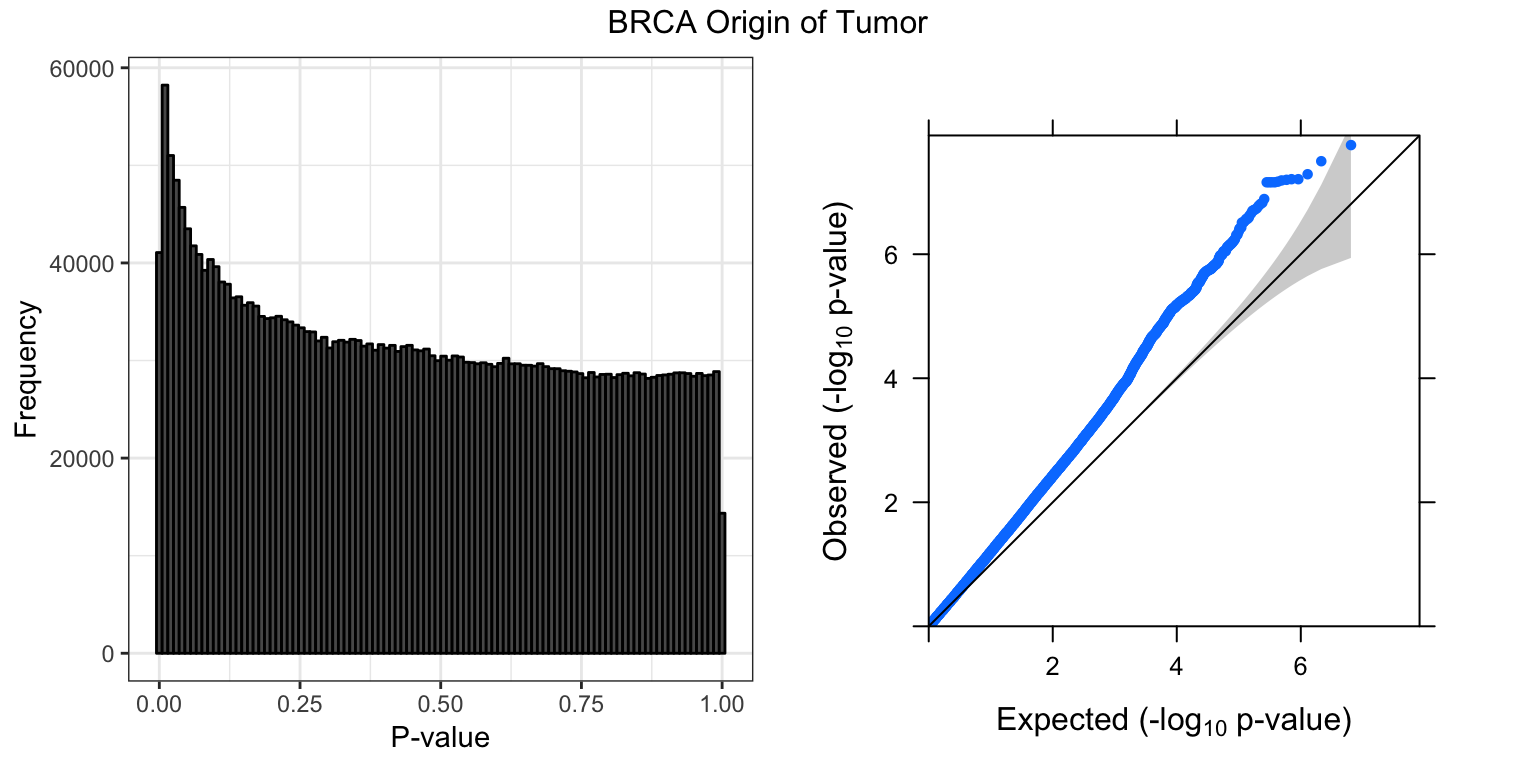 BRCA Origin of Tumor
60000
40000
20000
0
Frequency
0.00 0.25 0.50 0.75 1.00
P-value
6
4
2
Observed (-log10 p-value)
2 4 6
Expected (-log10 p-value)